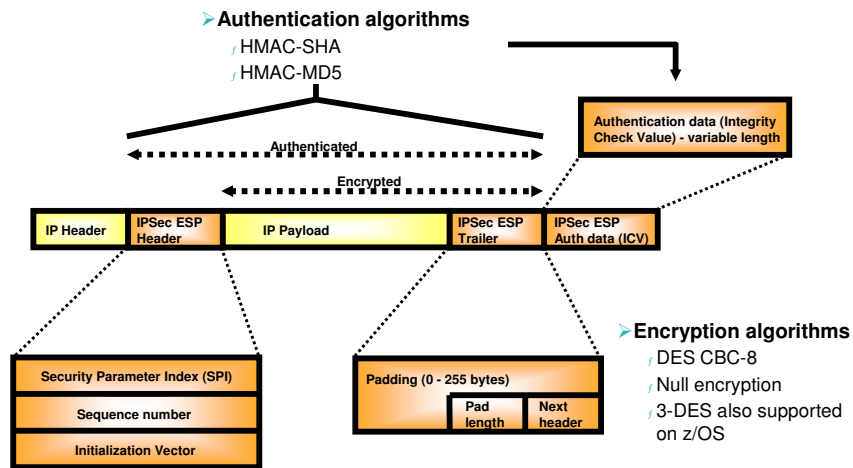 Authentication algorithms
HMAC-SHA
HMAC-MD5
Authentication data (Integrity
Check Value) - variable length
Authenticated
Encrypted
IP Header
IPSec ESP
Header
IP Payload
IPSec ESP
Trailer
IPSec ESP
Auth data (ICV)
Security Parameter Index (SPI)
Sequence number
Initialization Vector
Padding (0 - 255 bytes)
Pad
length
Next
header
Encryption algorithms
DES CBC-8
Null encryption
3-DES also supported
on z/OS